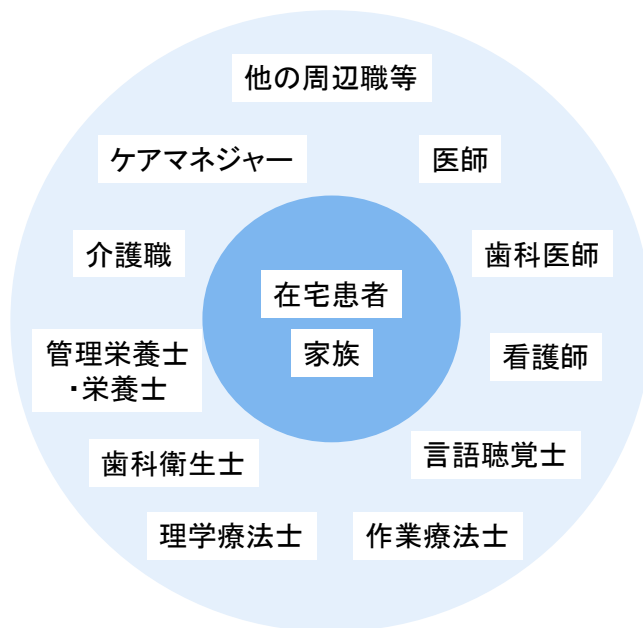 他の周辺職等
ケアマネジャー
医師
介護職
歯科医師
在宅患者
家族
管理栄養士
・栄養士
看護師
歯科衛生士
言語聴覚士
理学療法士
作業療法士